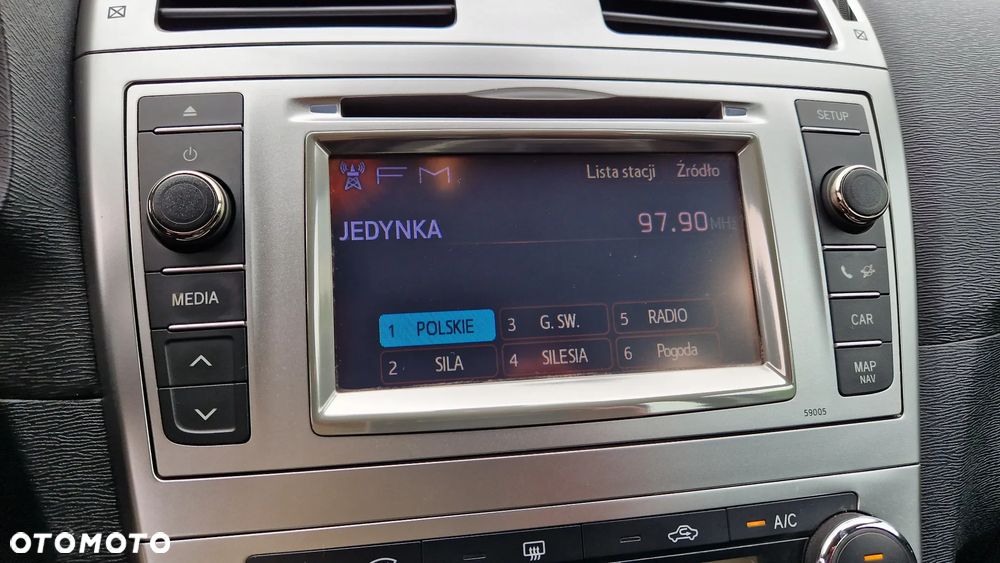 SETUP
FM
Lista stacji Źródło
JEDYNKA 97.90 MHz
MEDIA
CAR
1 POLSKIE 3 G. SW. 5 RADIO
2 SILA 4 SILESIA 6 Pogoda
MAP
NAV
59005
A/C
OTOMOTO